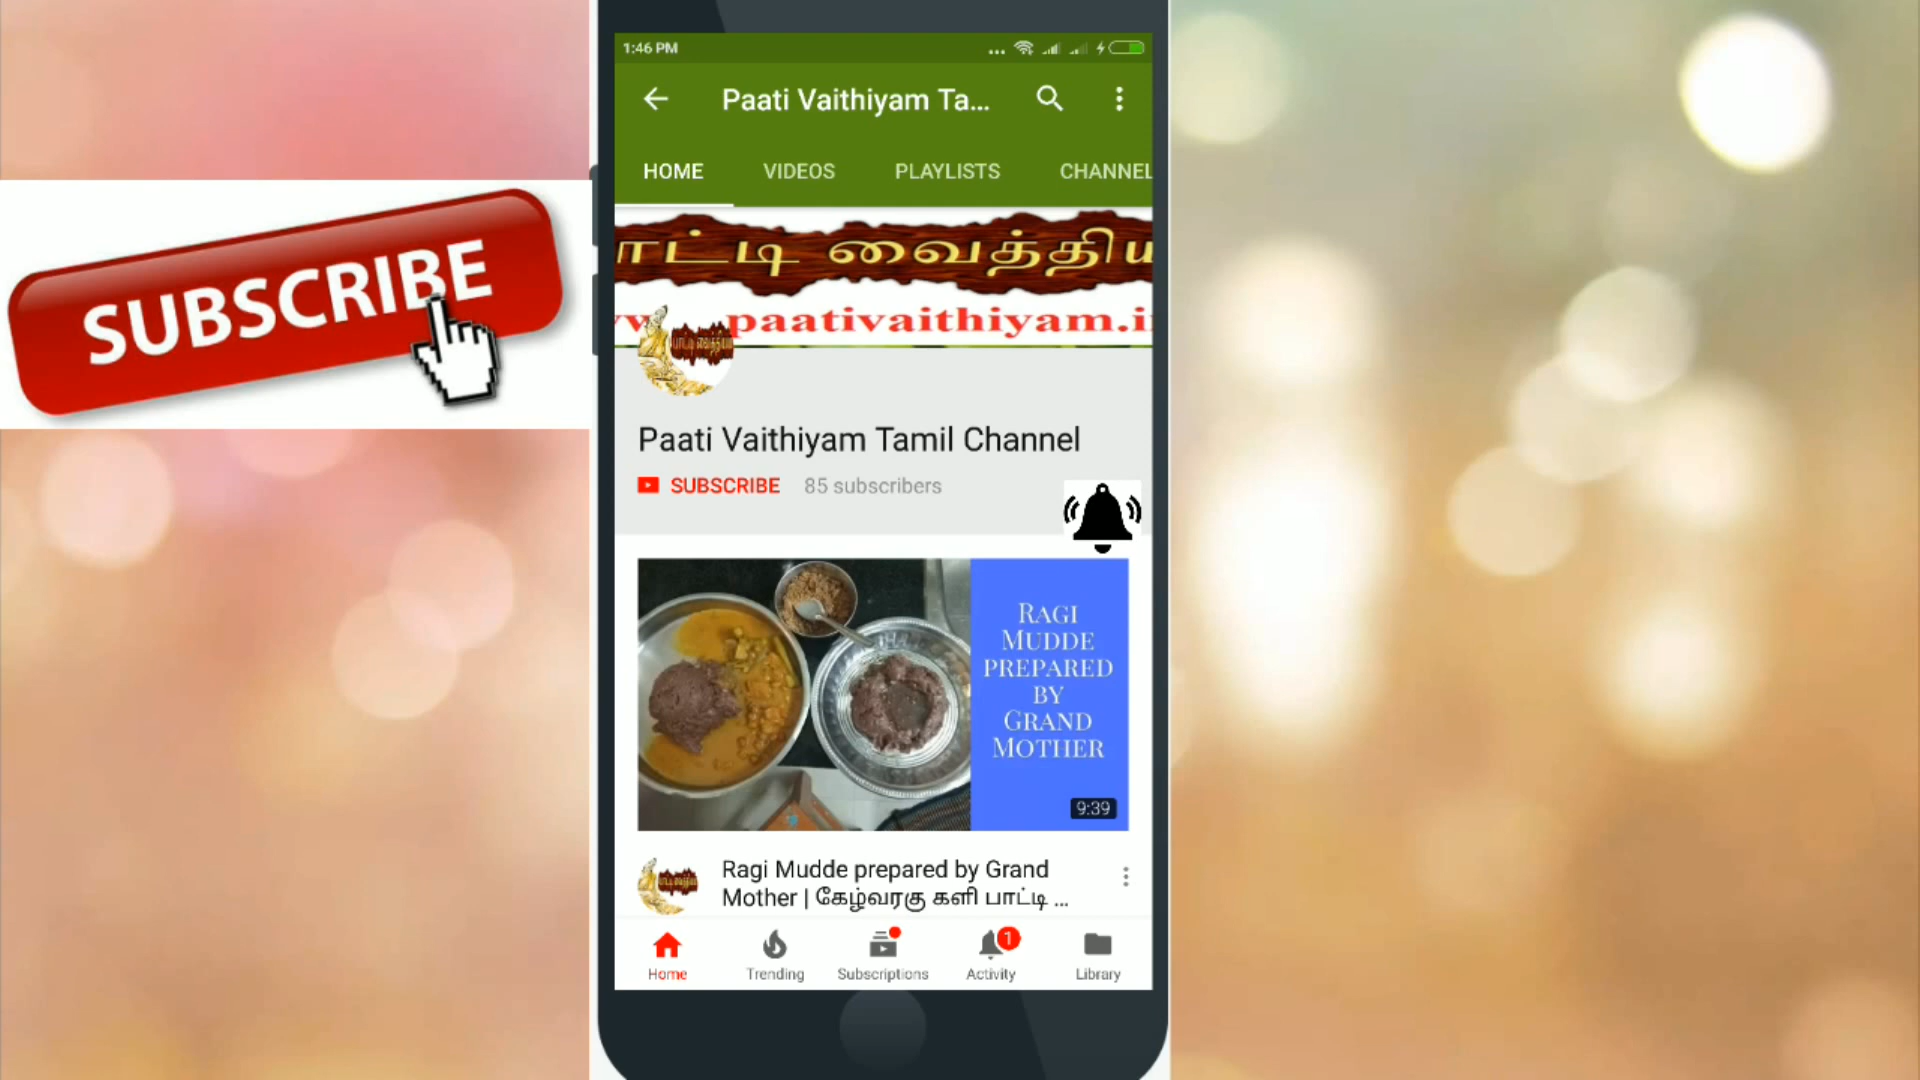 SUBSCRIBE
1:46 PM
Paati Vaithiyam Ta...
HOME VIDEOS PLAYLISTS CHANNEL
ாட்டி வைத்திய
paativaithiyam.i
Paati Vaithiyam Tamil Channel
SUBSCRIBE 85 subscribers
RAGI
MUDDE
PREPARED
BY
GRAND
MOTHER
9:39
Ragi Mudde prepared by Grand
Mother | கேழ்வரகு களி பாட்டி ...
1
Home Trending Subscriptions Activity Library